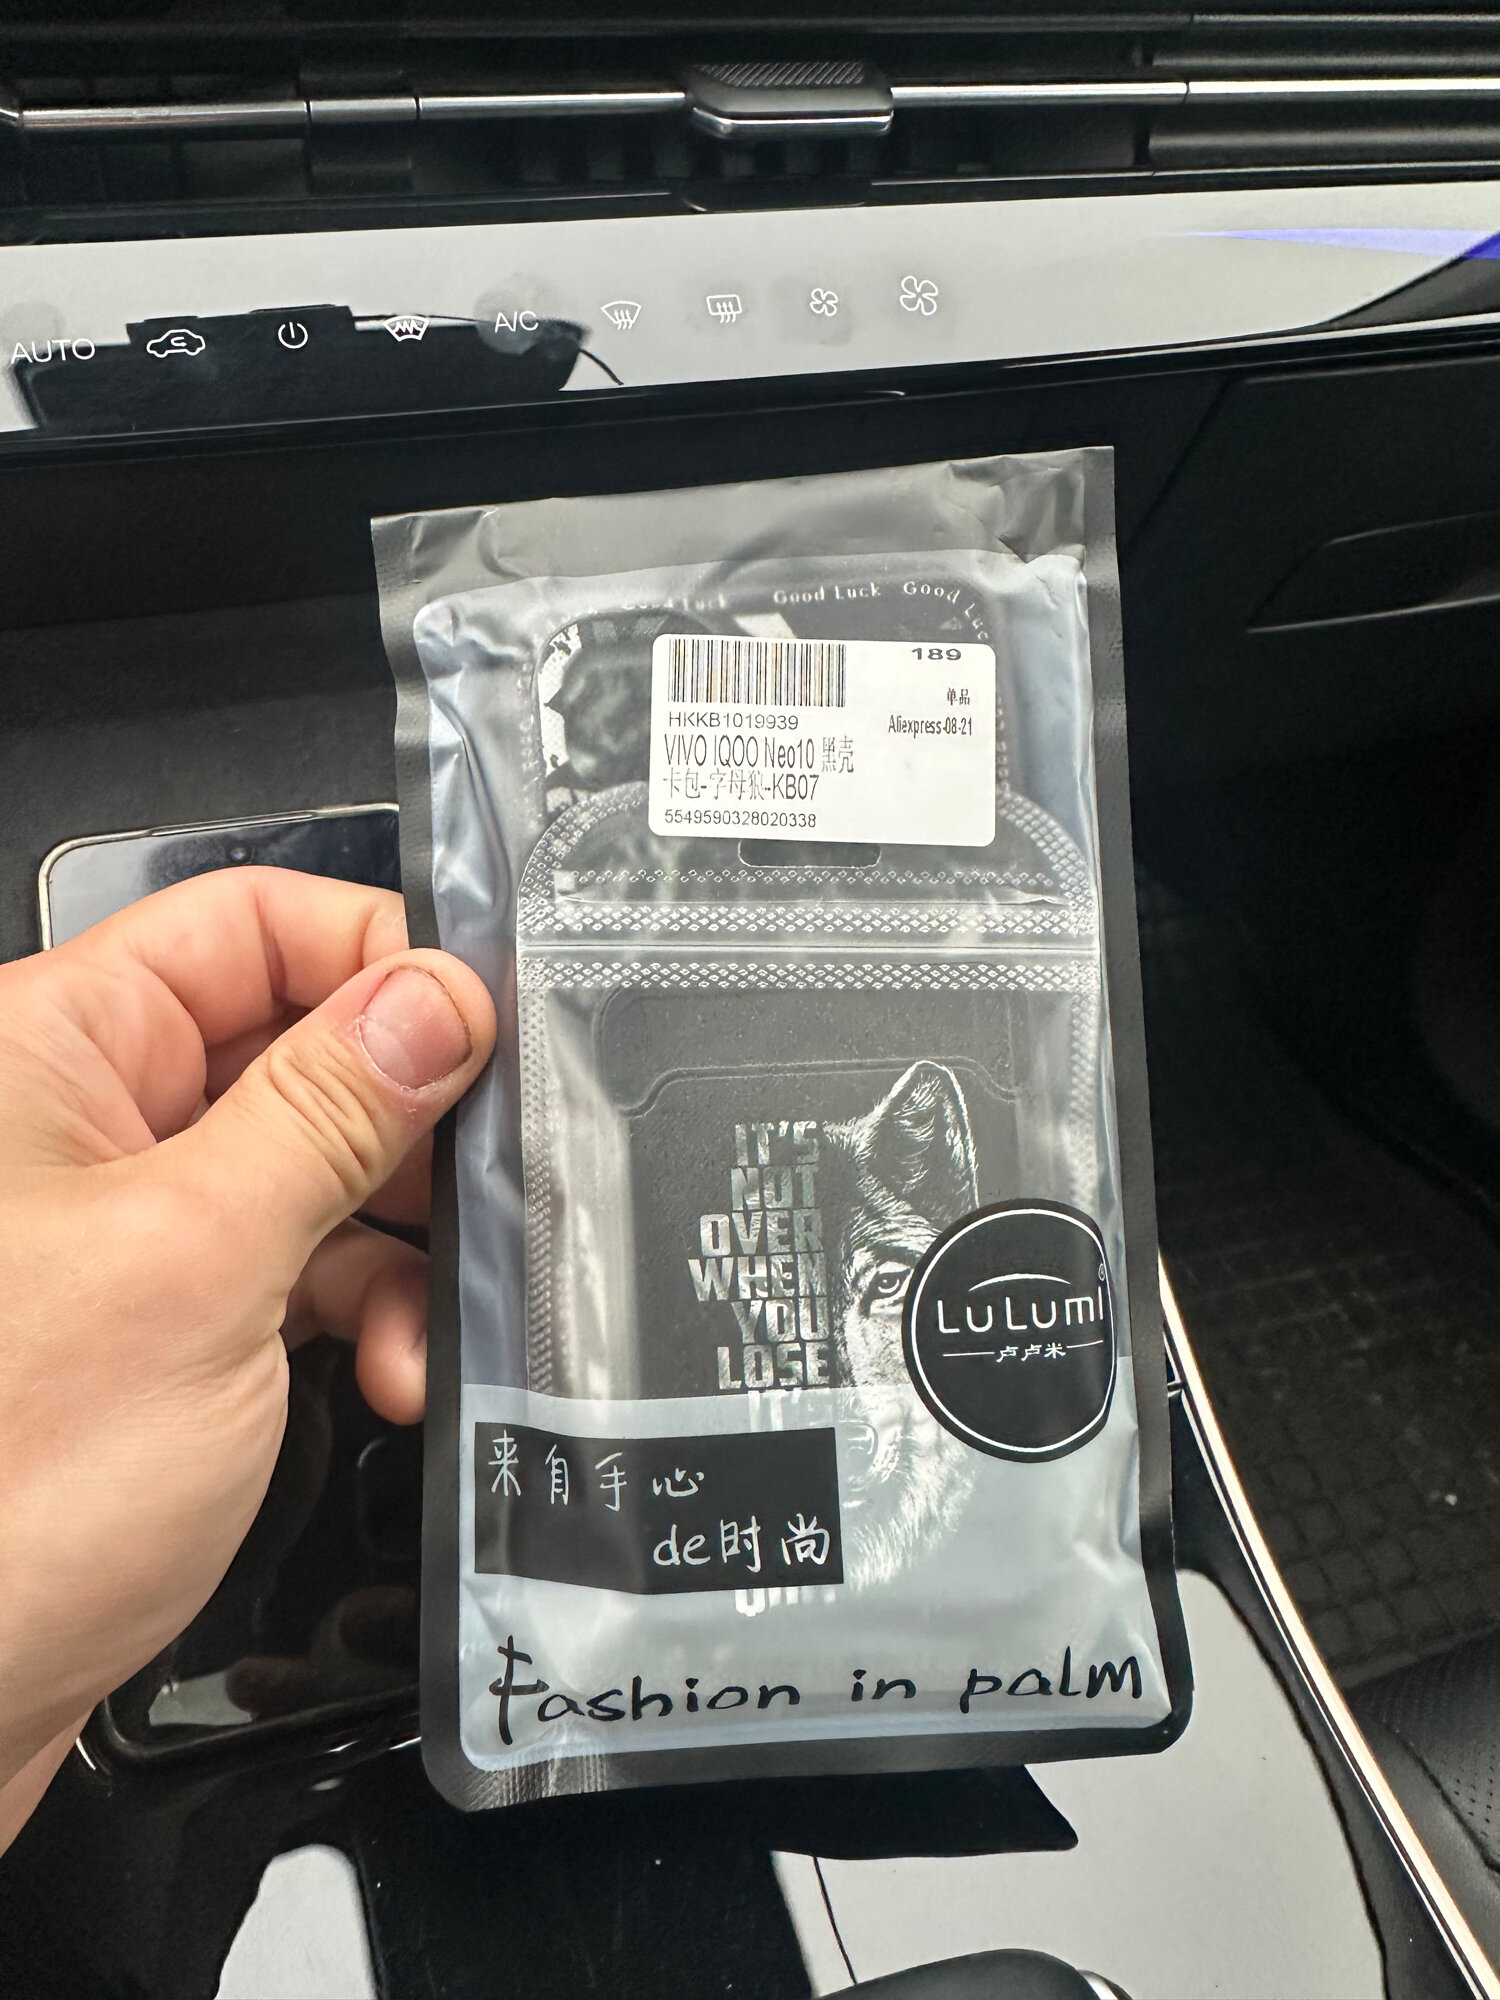 AUTO
A/C
Good Luck Good Luc
189
单品
HKKB1019939
Aliexpress-08-21
VIVO IQOO Neo10 黑壳
卡包-字母狼-KB07
5549590328020338
IT'S
NOT
OVER
WHEN
YOU
LOSE
LuLumi®
卢卢米
来自手心
de时尚
Fashion in palm